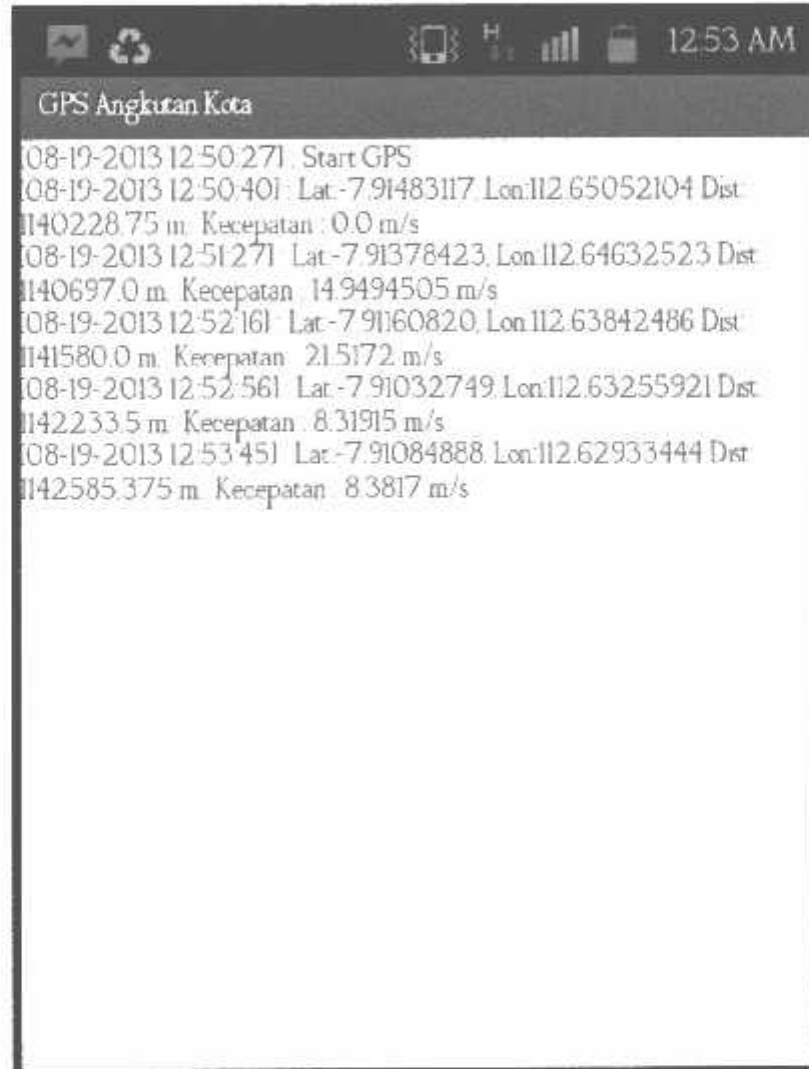 H
12:53 AM
GPS Angkutan Kota
[08-19-2013 12:50:27] : Start GPS
[08-19-2013 12:50:40] : Lat:-7.91483117, Lon:112.65052104 Dist:
1140228.75 m. Kecepatan : 0.0 m/s
[08-19-2013 12:51:27] : Lat:-7.91378423, Lon:112.64632523 Dist:
1140697.0 m. Kecepatan : 14.9494505 m/s
[08-19-2013 12:52:16] : Lat:-7.91160820, Lon:112.63842486 Dist:
1141580.0 m. Kecepatan : 21.5172 m/s
[08-19-2013 12:52:56] : Lat:-7.91032749, Lon:112.63255921 Dist:
1142233.5 m. Kecepatan : 8.31915 m/s
[08-19-2013 12:53:45] : Lat:-7.91084888, Lon:112.62933444 Dist:
1142585.375 m. Kecepatan : 8.3817 m/s